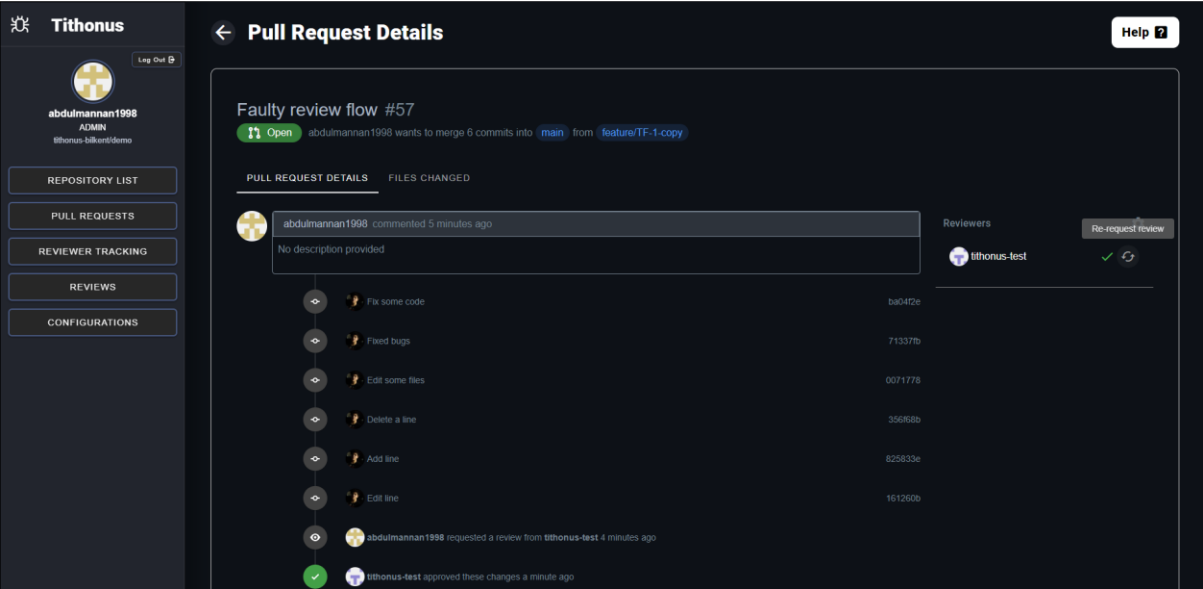 Tithonus
Log Out
abdulmannan1998
ADMIN
tithonus-bilkent/demo
REPOSITORY LIST
PULL REQUESTS
REVIEWER TRACKING
REVIEWS
CONFIGURATIONS
Pull Request Details
Help ?
Faulty review flow #57
Open abdulmannan1998 wants to merge 6 commits into main from feature/TF-1-copy
PULL REQUEST DETAILS FILES CHANGED
abdulmannan1998 commented 5 minutes ago
No description provided
Reviewers
Re-request review
tithonus-test
Fix some code ba04f2e
Fixed bugs 71337fb
Edit some files 0071778
Delete a line 356f68b
Add line 825833e
Edit line 161260b
abdulmannan1998 requested a review from tithonus-test 4 minutes ago
tithonus-test approved these changes a minute ago